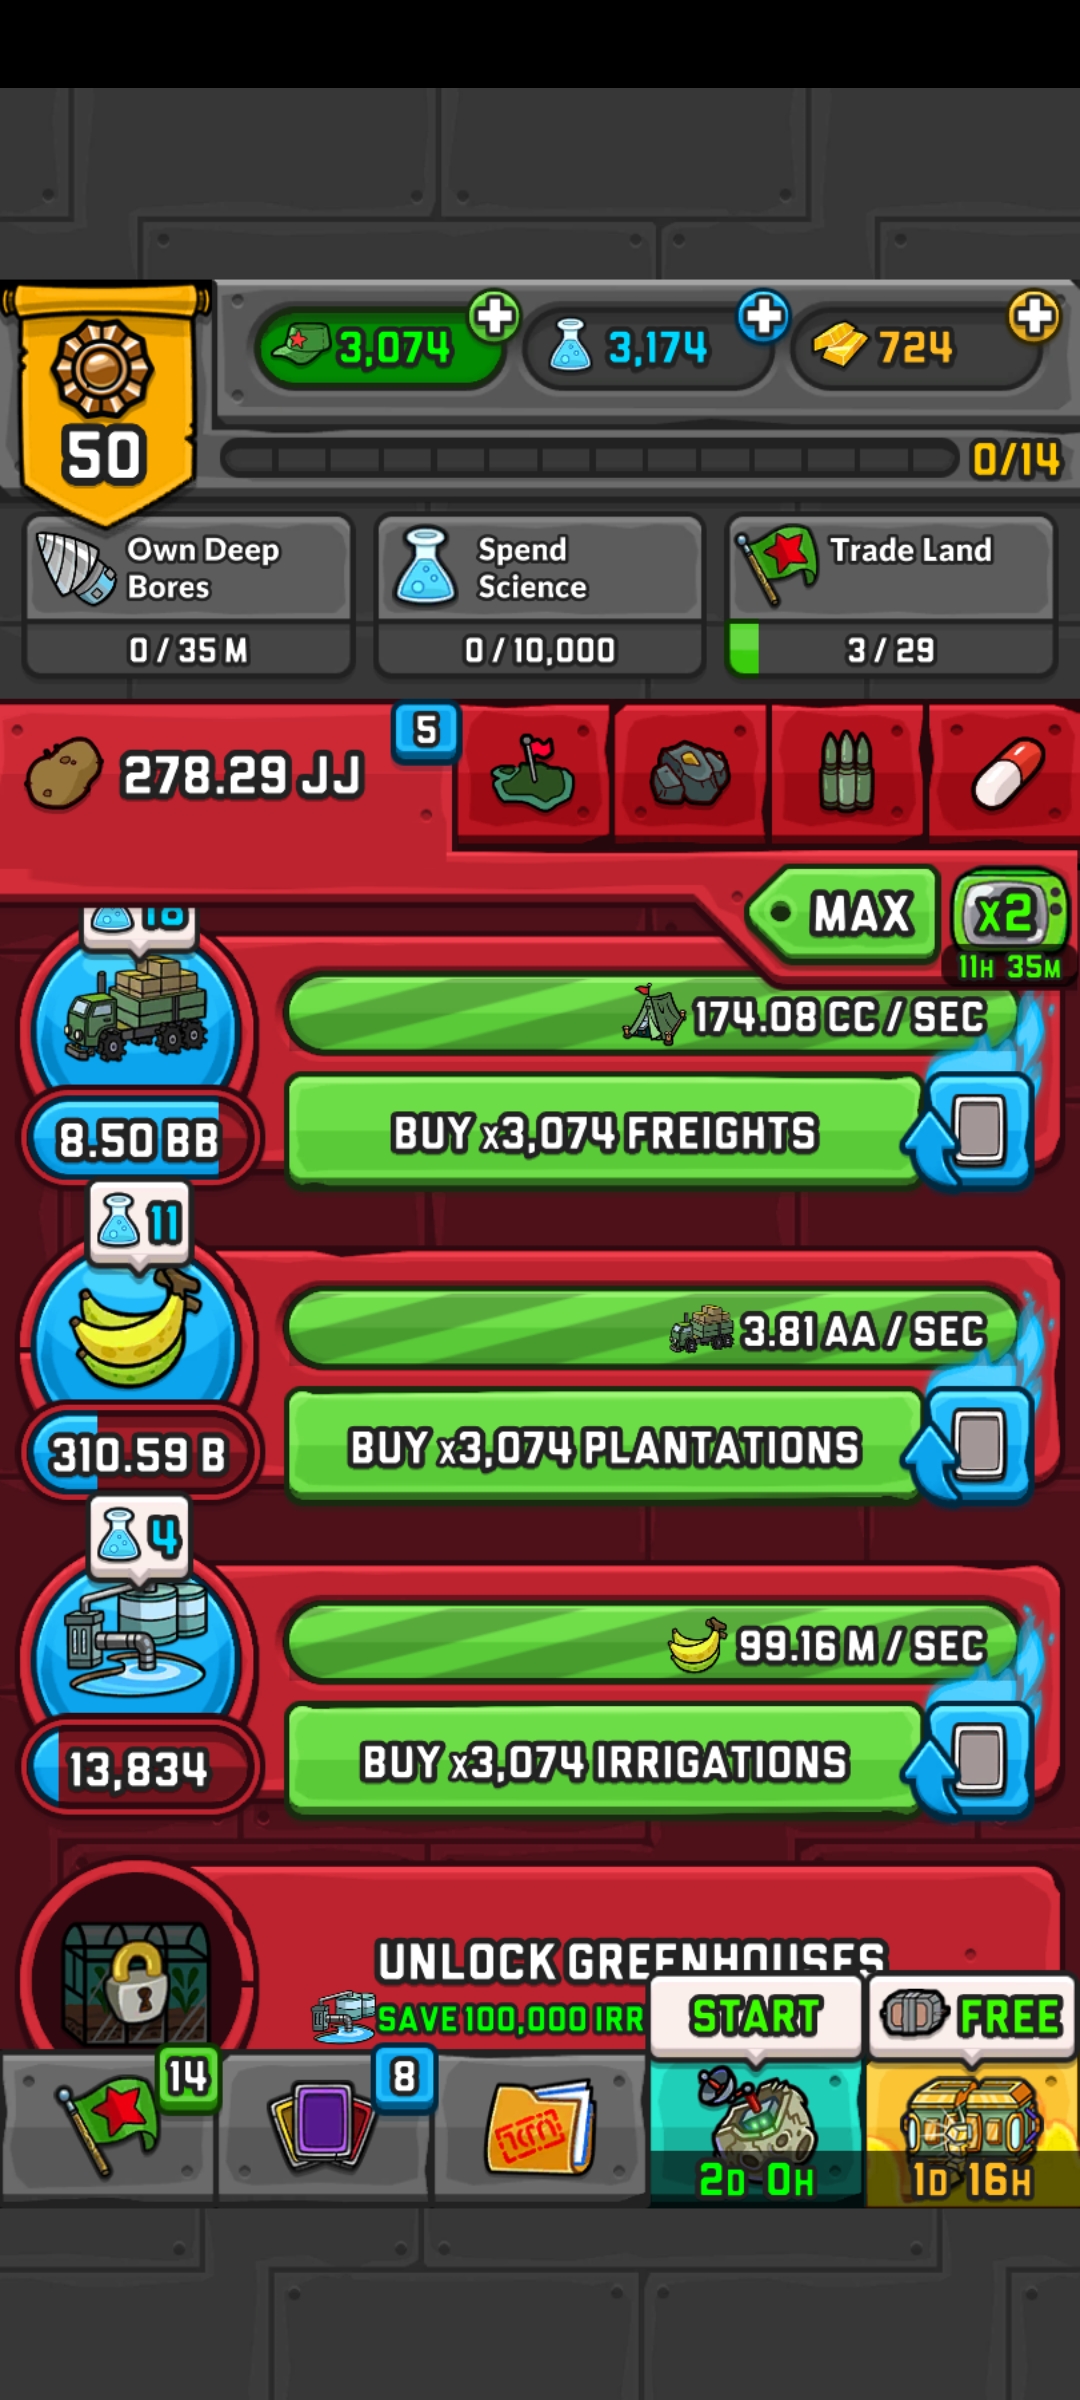 3,074
3,174
724
50
0/14
Own Deep
Bores
0 / 35 M
Spend
Science
0 / 10,000
Trade Land
3 / 29
278.29 JJ
5
MAX
x2
11H 35M
18
174.08 CC / SEC
8.50 BB
BUY x3,074 FREIGHTS
11
3.81 AA / SEC
310.59 B
BUY x3,074 PLANTATIONS
4
99.16 M / SEC
13,834
BUY x3,074 IRRIGATIONS
UNLOCK GREENHOUSES
SAVE 100,000 IRR
START
FREE
14
8
2D 0H
1D 16H